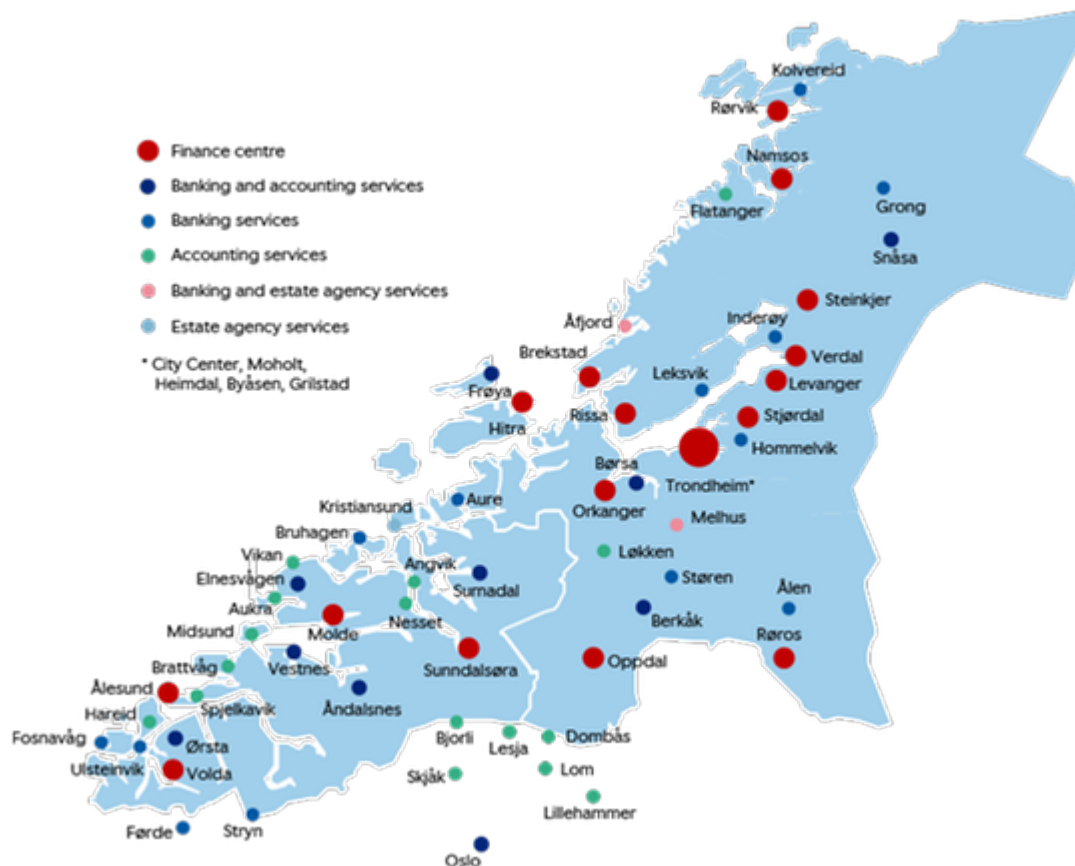 Kolvereid
Rørvik
Finance centre
Namsos
Banking and accounting services
Banking services
Flatanger
Grong
Accounting services
Snåsa
Banking and estate agency services
Steinkjer
Estate agency services
Åfjord
Inderøy
* City Center, Moholt,
Heimdal, Byåsen, Grilstad
Brekstad
Verdal
Leksvik
Levanger
Frøya
Rissa
Stjørdal
Hitra
Hommelvik
Børsa
Trondheim*
Kristiansund
Aure
Orkanger
Melhus
Bruhagen
Vikan
Angvik
Løkken
Elnesvågen
Surnadal
Støren
Ålen
Aukra
Nesset
Berkåk
Midsund
Molde
Røros
Brattvåg
Vestnes
Sunndalsøra
Oppdal
Ålesund
Spjelkavik
Åndalsnes
Hareid
Bjorli
Lesja
Dombås
Fosnavåg
Ørsta
Ulsteinvik
Volda
Skjåk
Lom
Lillehammer
Førde
Stryn
Oslo